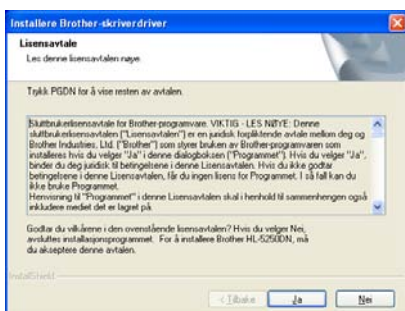 Installere Brother-skriverdriver
Lisensavtale
Les denne lisensavtalen nøye.
Trykk PGDN for å vise resten av avtalen.
Sluttbrukerlisensavtale for Brother-programvare. VIKTIG - LES NØYE: Denne
sluttbrukerlisensavtalen ("Lisensavtalen") er en juridisk forpliktende avtale mellom deg og
Brother Industries, Ltd. ("Brother") som styrer bruken av Brother-programvaren som
installeres hvis du velger "Ja" i denne dialogboksen ("Programmet"). Hvis du velger "Ja",
binder du deg juridisk til betingelsene i denne Lisensavtalen. Hvis du ikke godtar
betingelsene i denne Lisensavtalen, får du ingen lisens for Programmet. I så fall kan du
ikke bruke Programmet.
Henvisning til "Programmet" i denne Lisensavtalen skal i henhold til sammenhengen også
inkludere mediet det er lagret på.
Godtar du vilkårene i den ovenstående lisensavtalen? Hvis du velger Nei,
avsluttes installasjonsprogrammet. For å installere Brother HL-5250DN, må
du akseptere denne avtalen.
InstallShield
< Tilbake Ja Nei